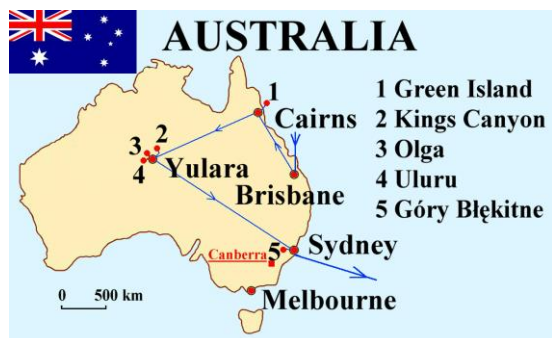 AUSTRALIA
1 Green Island
2 Kings Canyon
3 Olga
4 Uluru
5 Góry Błękitne
1
Cairns
2
3
4
Yulara
Brisbane
5
Sydney
Canberra
Melbourne
0 500 km